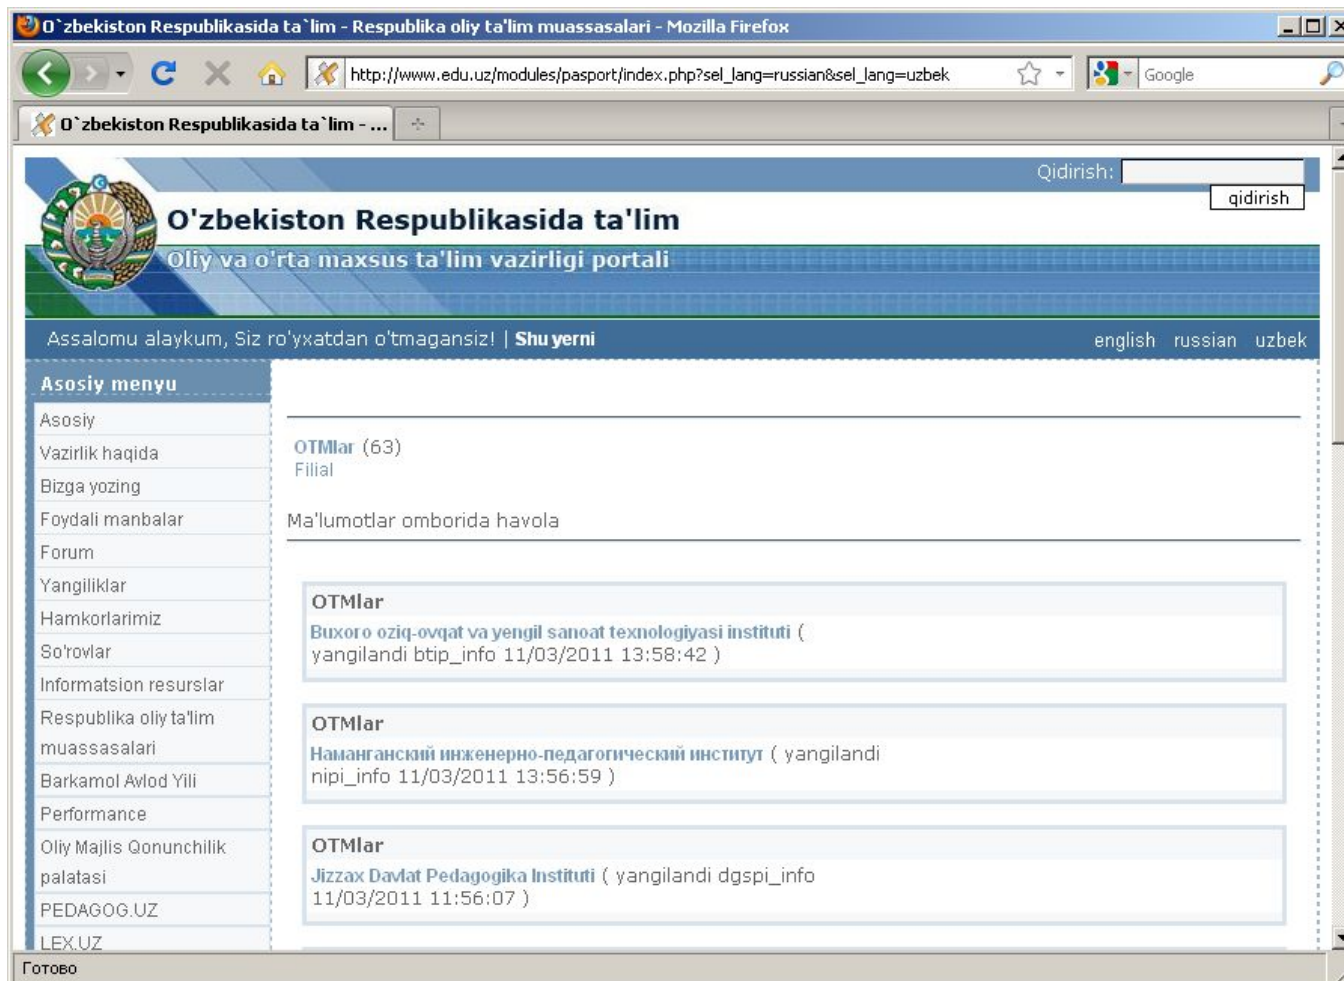 O`zbekiston Respublikasida ta`lim - Respublika oliy ta'lim muassasalari - Mozilla Firefox
http://www.edu.uz/modules/pasport/index.php?sel_lang=russian&sel_lang=uzbek
Google
O`zbekiston Respublikasida ta`lim - ...
Qidirish:
qidirish
O'zbekiston Respublikasida ta'lim
Oliy va o'rta maxsus ta'lim vazirligi portali
Assalomu alaykum, Siz ro'yxatdan o'tmagansiz! | Shu yerni
english russian uzbek
Asosiy menyu
Asosiy
Vazirlik haqida
Bizga yozing
Foydali manbalar
Forum
Yangiliklar
Hamkorlarimiz
So'rovlar
Informatsion resurslar
Respublika oliy ta'lim
muassasalari
Barkamol Avlod Yili
Performance
Oliy Majlis Qonunchilik
palatasi
PEDAGOG.UZ
LEX.UZ
OTMlar (63)
Filial
Ma'lumotlar omborida havola
OTMlar
Buxoro oziq-ovqat va yengil sanoat texnologiyasi instituti (
yangilandi btip_info 11/03/2011 13:58:42 )
OTMlar
Наманганский инженерно-педагогический институт ( yangilandi
nipi_info 11/03/2011 13:56:59 )
OTMlar
Jizzax Davlat Pedagogika Instituti ( yangilandi dgspi_info
11/03/2011 11:56:07 )
Готово